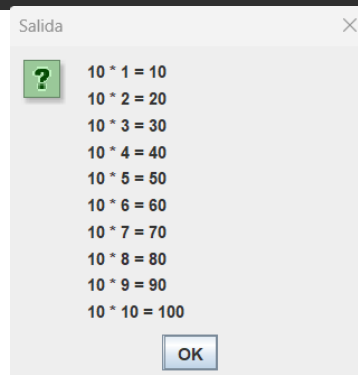 Salida
10 * 1 = 10
10 * 2 = 20
10 * 3 = 30
10 * 4 = 40
10 * 5 = 50
10 * 6 = 60
10 * 7 = 70
10 * 8 = 80
10 * 9 = 90
10 * 10 = 100
OK